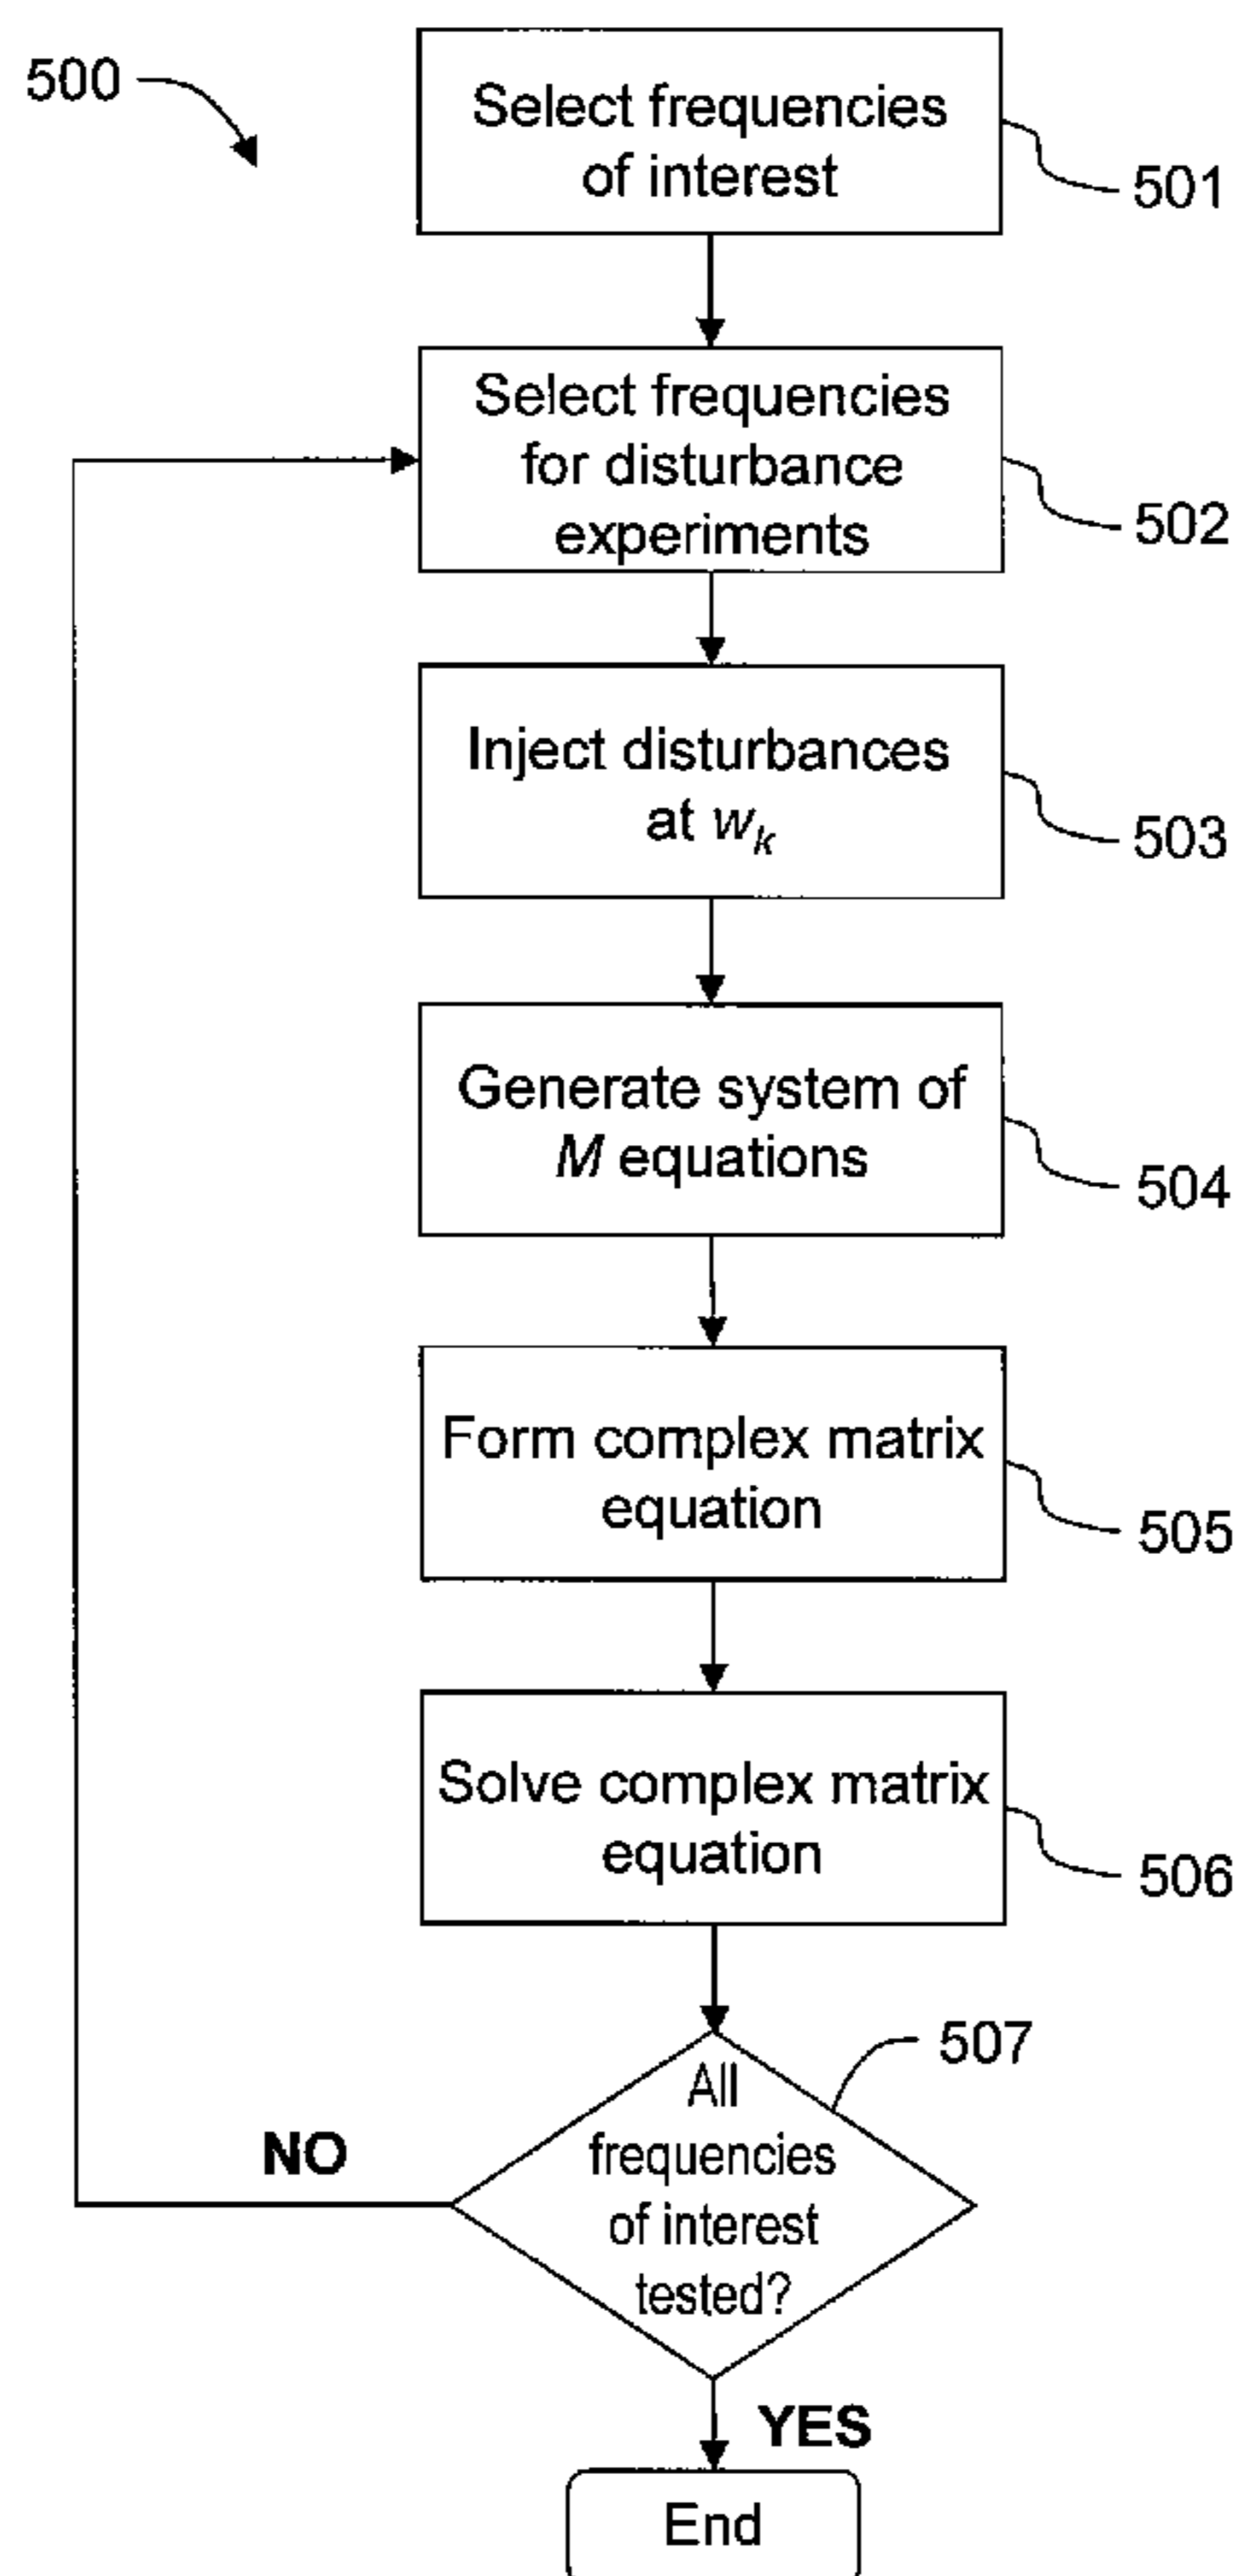 500
Select frequencies
of interest
501
Select frequencies
for disturbance
experiments
502
Inject disturbances
at wk
503
Generate system of
M equations
504
Form complex matrix
equation
505
Solve complex matrix
equation
506
All
frequencies
of interest
tested?
507
NO
YES
End